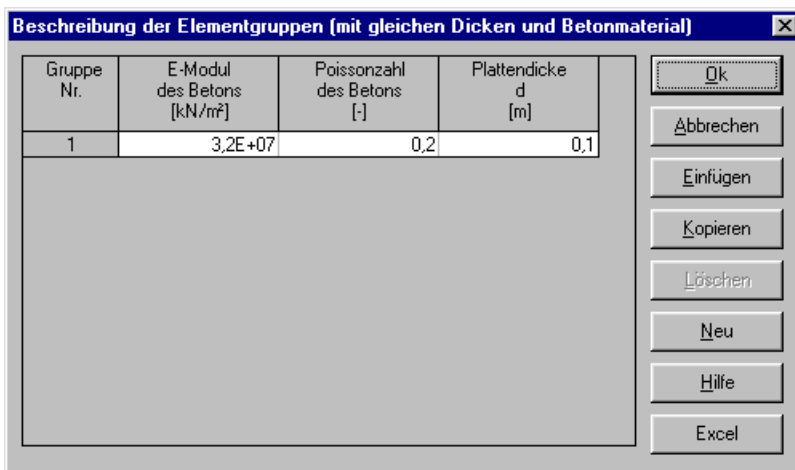 Beschreibung der Elementgruppen (mit gleichen Dicken und Betonmaterial)
Gruppe Nr.
E-Modul des Betons [kN/m²]
Poissonzahl des Betons [-]
Plattendicke d [m]
1 3,2E+07 0,2 0,1
Ok
Abbrechen
Einfügen
Kopieren
Löschen
Neu
Hilfe
Excel